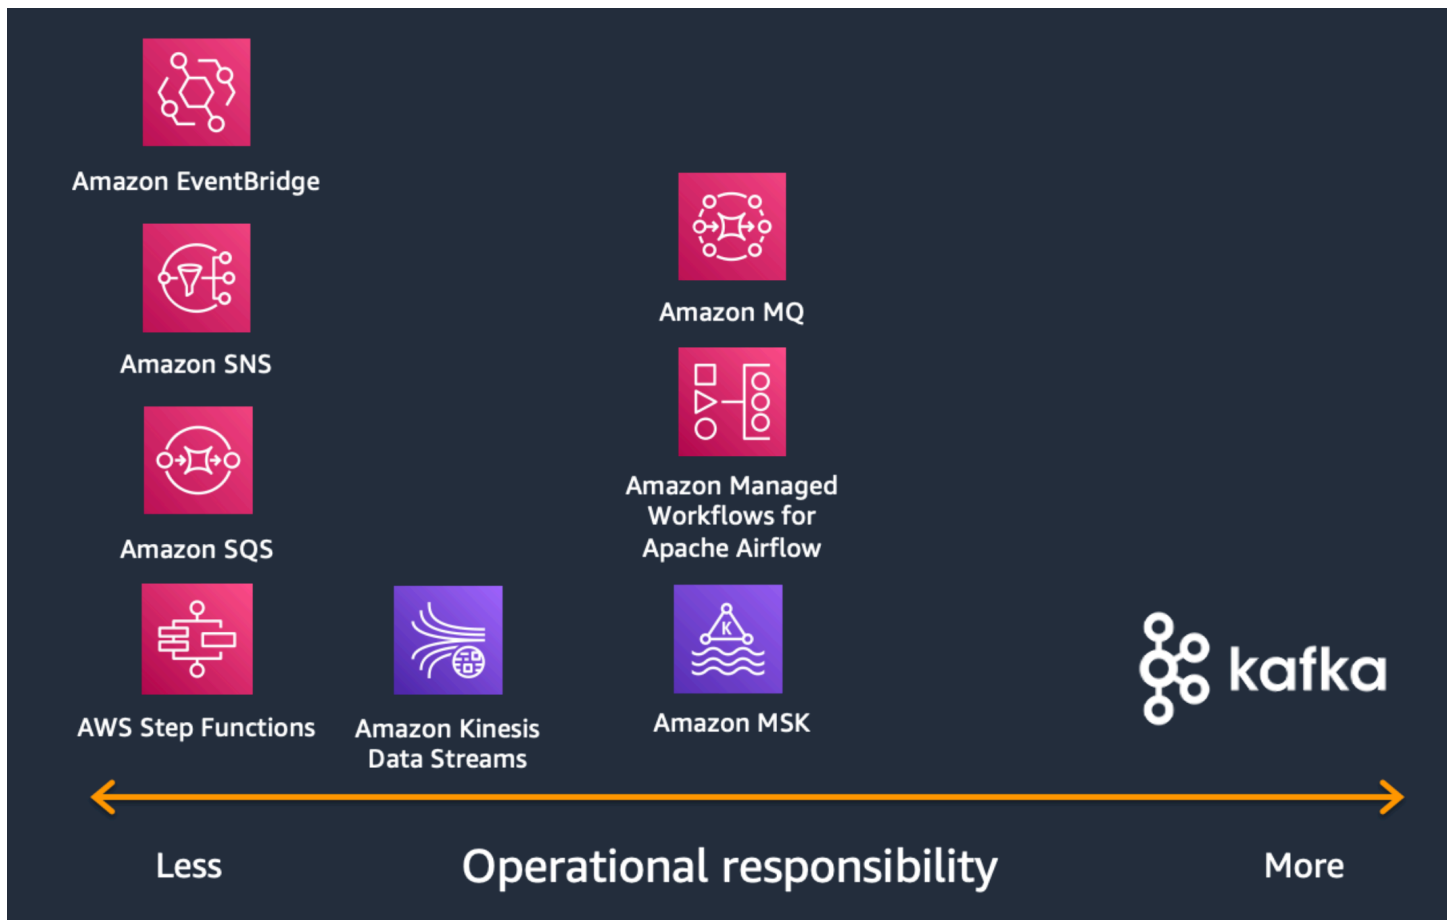 Amazon EventBridge
Amazon SNS
Amazon SQS
AWS Step Functions
Amazon Kinesis
Data Streams
Amazon MQ
Amazon Managed
Workflows for
Apache Airflow
K
Amazon MSK
kafka
Less
Operational responsibility
More